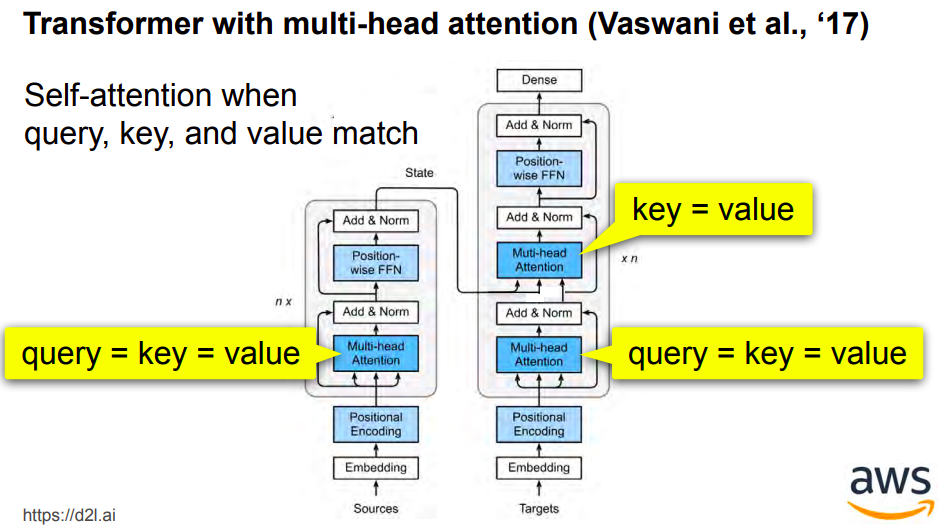 Transformer with multi-head attention (Vaswani et al., ‘17)
Self-attention when
query, key, and value match
State
Add & Norm
Position-
wise FFN
n x
Add & Norm
query = key = value
Multi-head
Attention
Positional
Encoding
Embedding
Sources
Dense
Add & Norm
Position-
wise FFN
Add & Norm
key = value
Muti-head
Attention
x n
Add & Norm
Multi-head
Attention
query = key = value
Positional
Encoding
Embedding
Targets
https://d2l.ai
aws